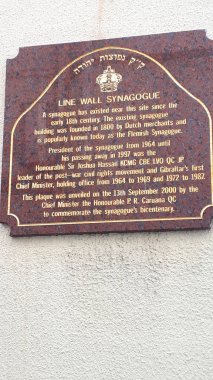 ק״ק נפוצות יהודה
LINE WALL SYNAGOGUE
A synagogue has existed near this site since the
early 18th century. The existing synagogue
building was founded in 1800 by Dutch merchants and
is popularly known today as the Flemish Synagogue.
President of the synagogue from 1964 until
his passing away in 1997 was the
Honourable Sir Joshua Hassan KCMG CBE LVO QC JP
leader of the post-war civil rights movement and Gibraltar's first
Chief Minister, holding office from 1964 to 1969 and 1972 to 1987.
This plaque was unveiled on the 13th September 2000 by the
Chief Minister the Honourable P. R. Caruana QC
to commemorate the synagogue's bicentenary.